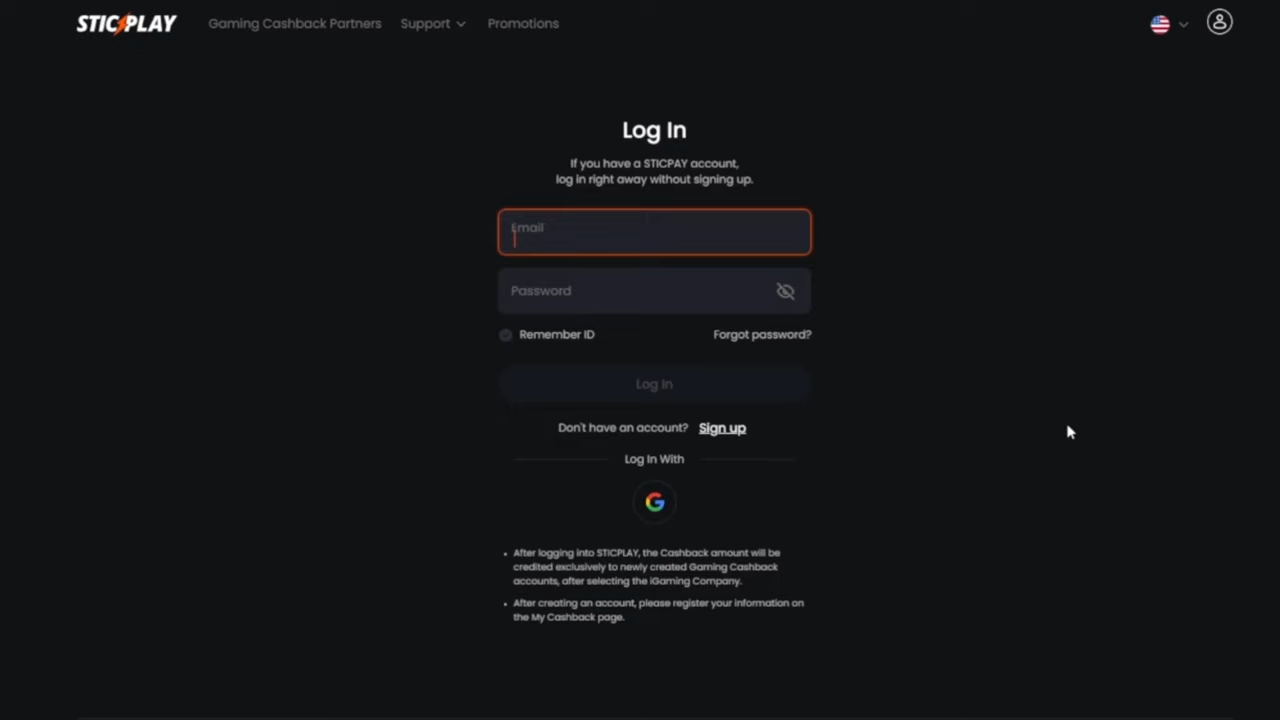 STICPLAY Gaming Cashback Partners Support Promotions
Log In
If you have a STICPAY account,
log in right away without signing up.
Email
Password
Remember ID Forgot password?
Log In
Don't have an account? Sign up
Log In With
G
• After logging into STICPLAY, the Cashback amount will be
credited exclusively to newly created Gaming Cashback
accounts, after selecting the iGaming Company.
• After creating an account, please register your information on
the My Cashback page.